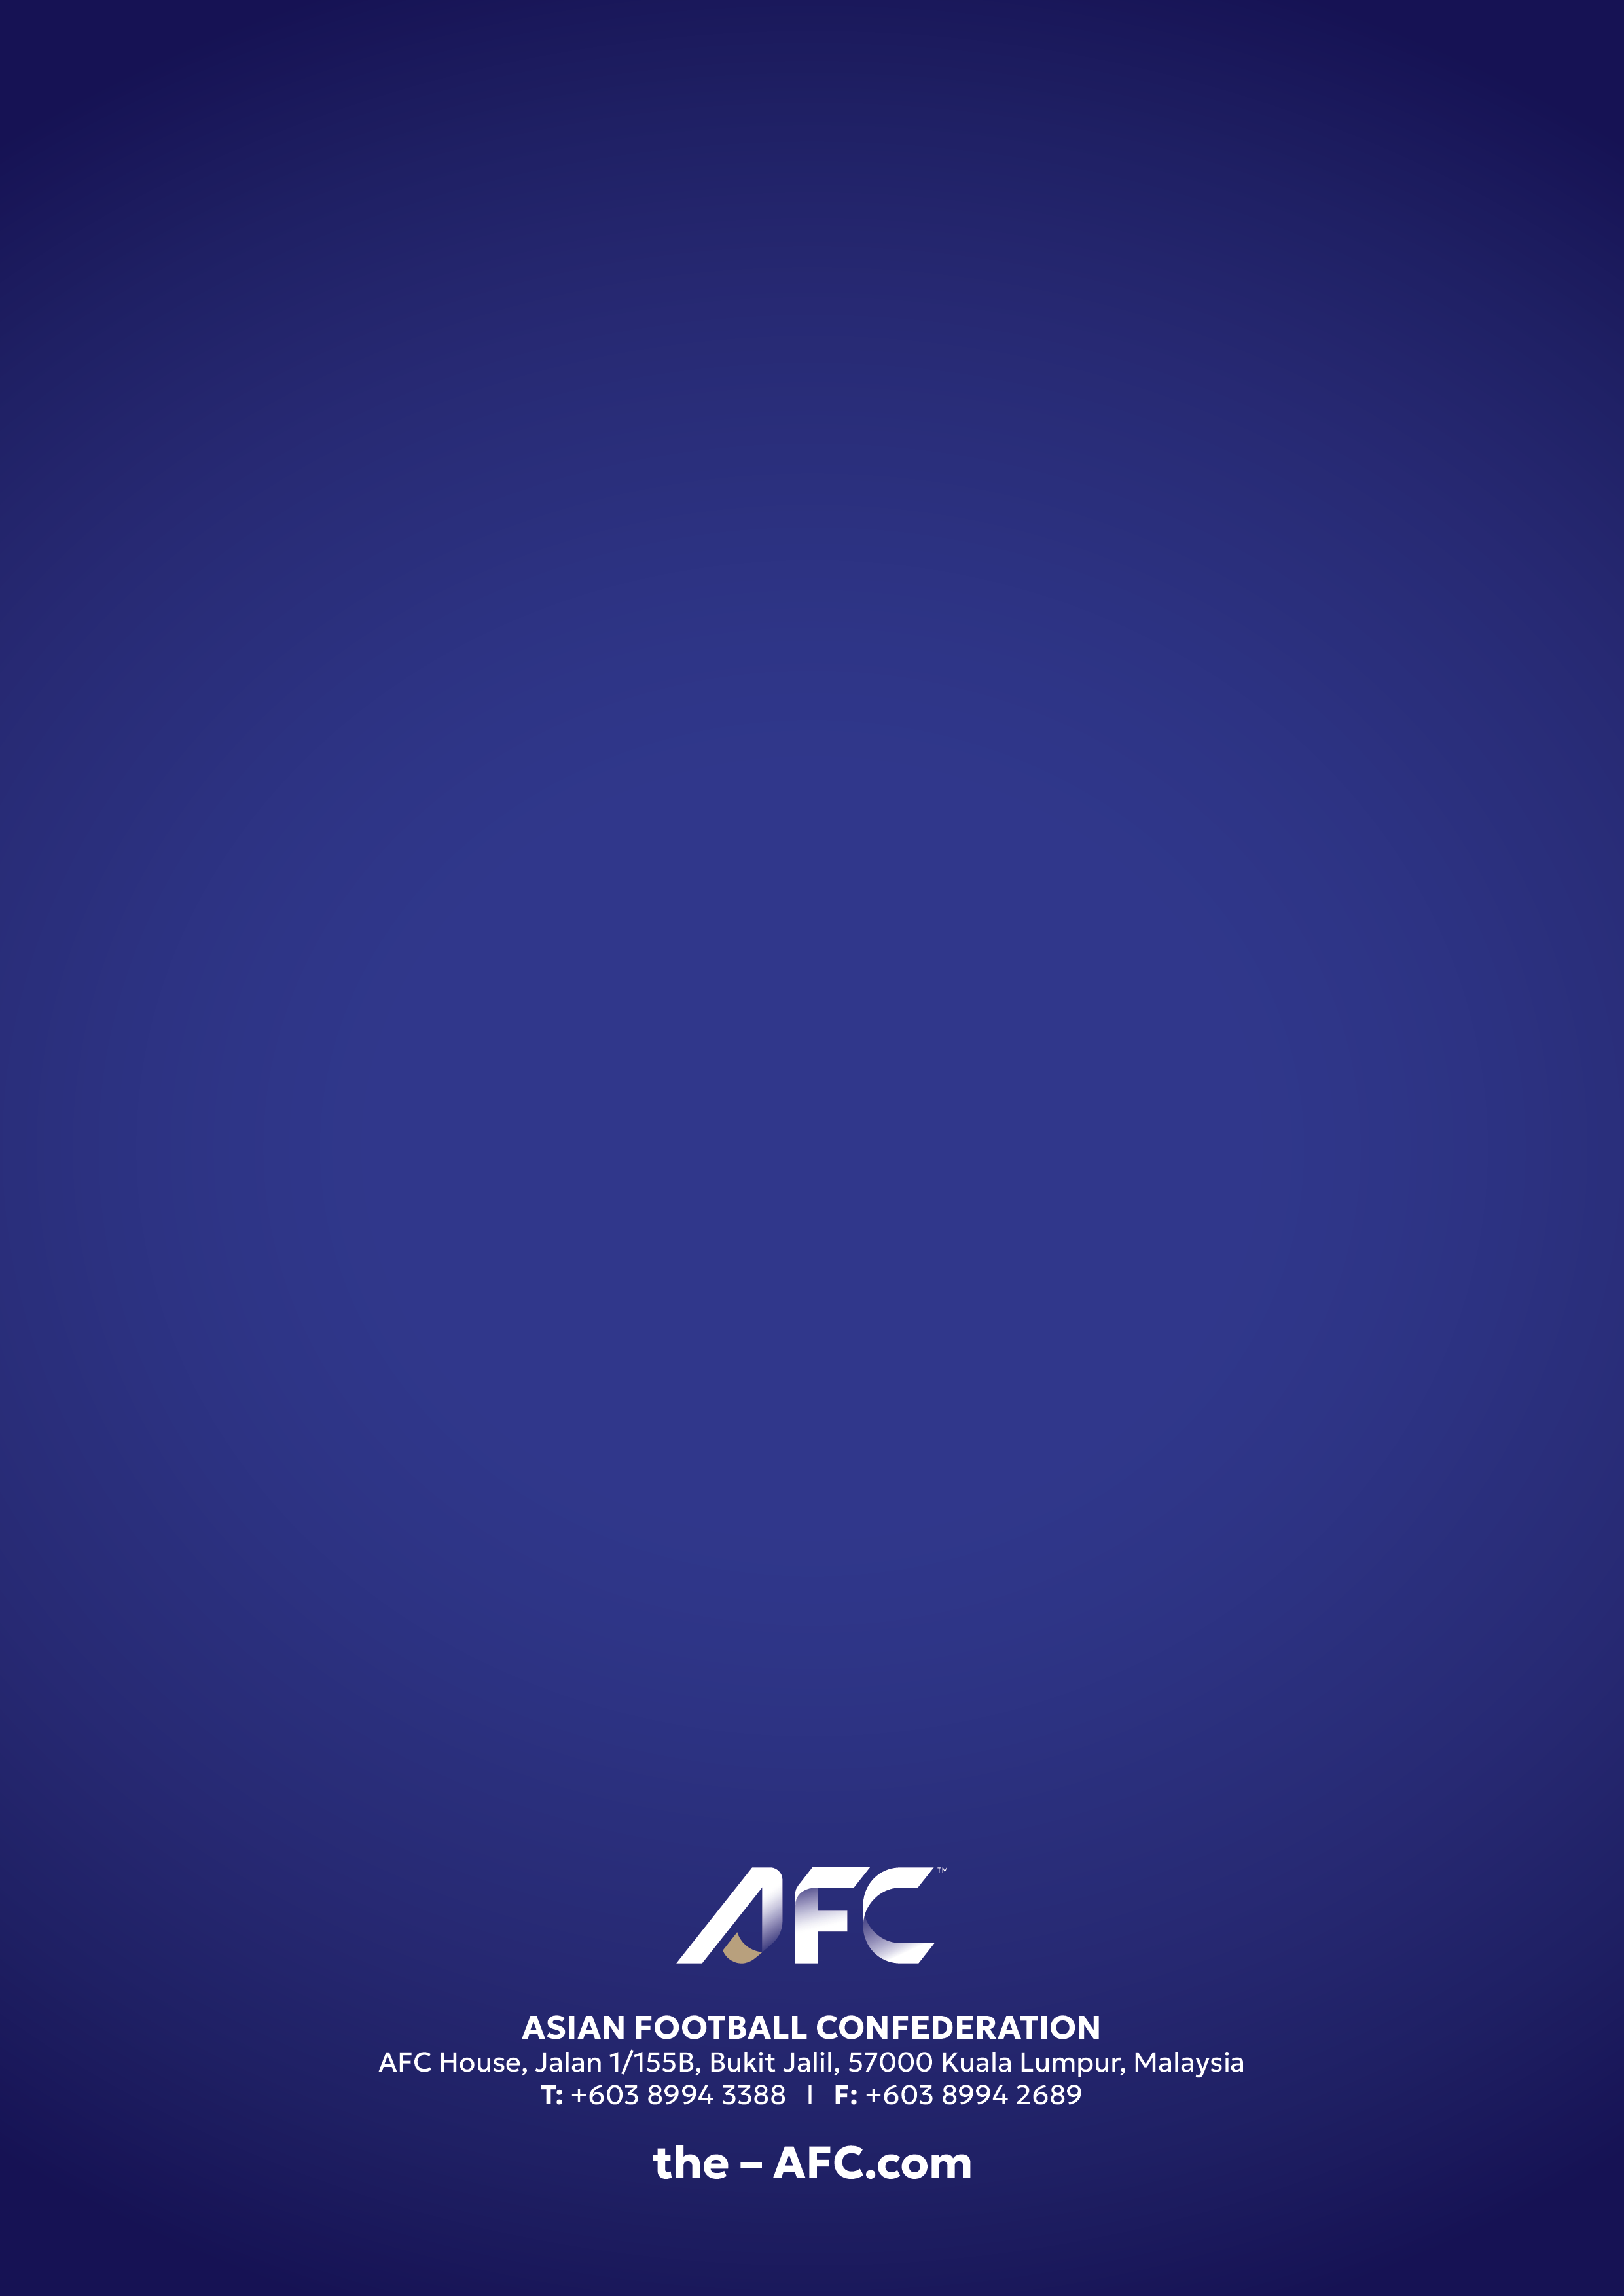 AFC™
ASIAN FOOTBALL CONFEDERATION
AFC House, Jalan 1/155B, Bukit Jalil, 57000 Kuala Lumpur, Malaysia
T: +603 8994 3388 | F: +603 8994 2689
the – AFC.com